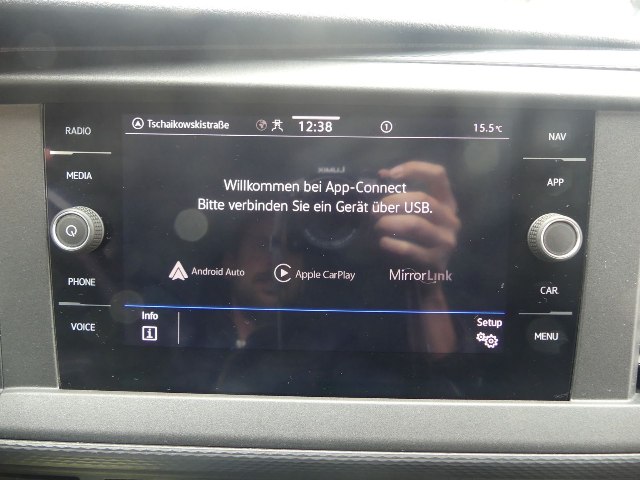 RADIO
MEDIA
PHONE
VOICE
Tschaikowskistraße 12:38 1 15.5°C
Willkommen bei App-Connect
Bitte verbinden Sie ein Gerät über USB.
Android Auto Apple CarPlay MirrorLink
Info Setup
NAV
APP
CAR
MENU